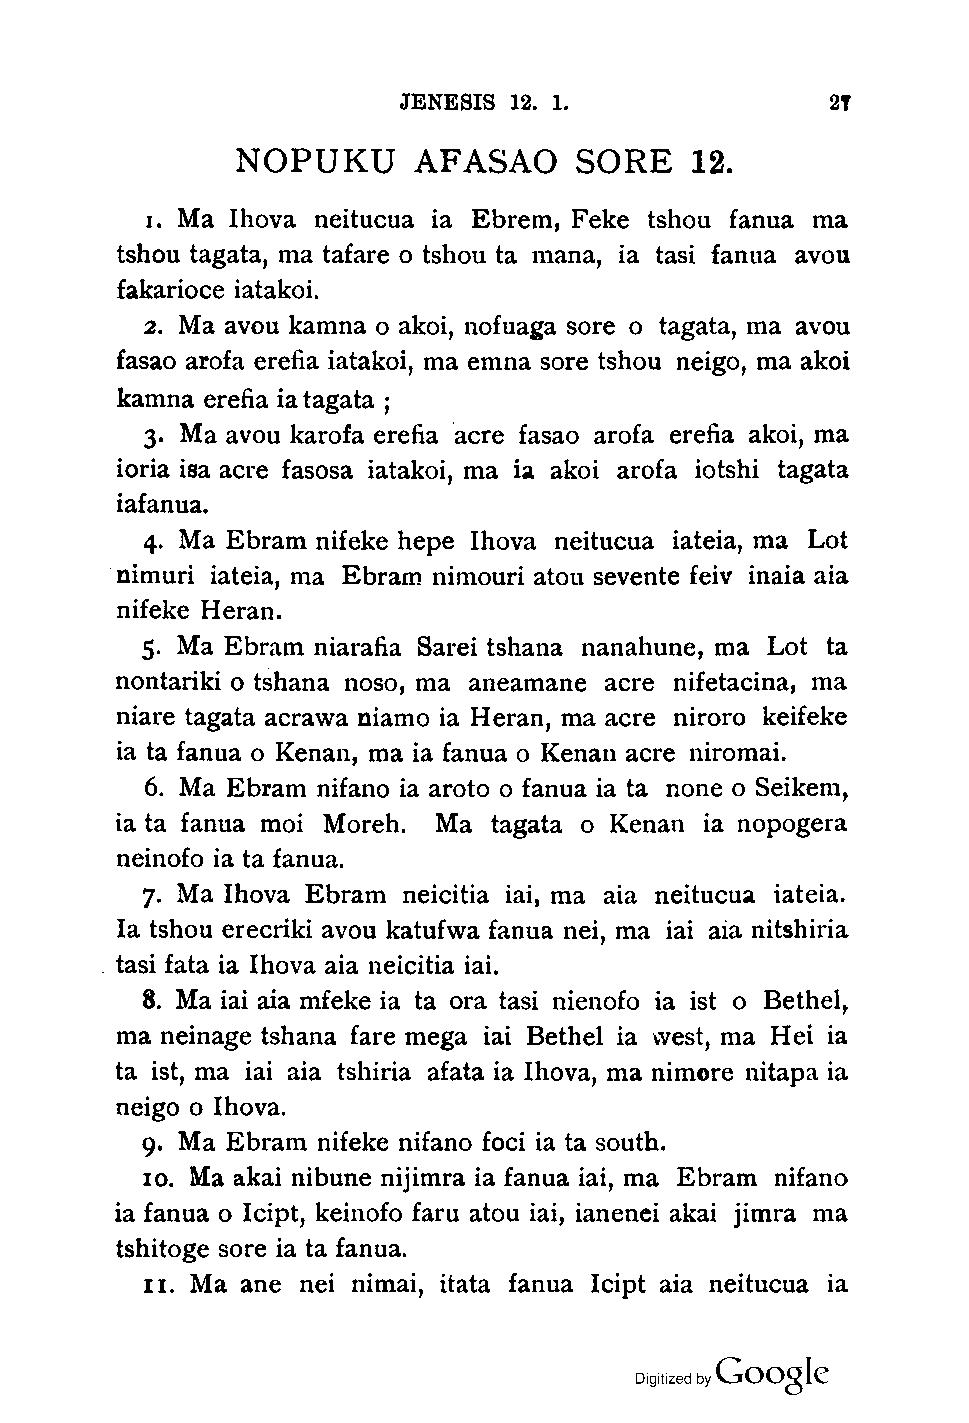 JENESIS 12. 1. 27
NOPUKU AFASAO SORE 12.
1. Ma Ihova neitucua ia Ebrem, Feke tshou fanua ma
tshou tagata, ma tafare o tshou ta mana, ia tasi fanua avou
fakarioce iatakoi.
2. Ma avou kamna o akoi, nofuaga sore o tagata, ma avou
fasao arofa erefia iatakoi, ma emna sore tshou neigo, ma akoi
kamna erefia ia tagata ;
3. Ma avou karofa erefia acre fasao arofa erefia akoi, ma
ioria isa acre fasosa iatakoi, ma ia akoi arofa iotshi tagata
iafanua.
4. Ma Ebram nifeke hepe Ihova neitucua iateia, ma Lot
nimuri iateia, ma Ebram nimouri atou sevente feiv inaia aia
nifeke Heran.
5. Ma Ebram niarafia Sarei tshana nanahune, ma Lot ta
nontariki o tshana noso, ma aneamane acre nifetacina, ma
niare tagata acrawa niamo ia Heran, ma acre niroro keifeke
ia ta fanua o Kenan, ma ia fanua o Kenan acre niromai.
6. Ma Ebram nifano ia aroto o fanua ia ta none o Seikem,
ia ta fanua moi Moreh. Ma tagata o Kenan ia nopogera
neinofo ia ta fanua.
7. Ma Ihova Ebram neicitia iai, ma aia neitucua iateia.
Ia tshou erecriki avou katufwa fanua nei, ma iai aia nitshiria
tasi fata ia Ihova aia neicitia iai.
8. Ma iai aia mfeke ia ta ora tasi nienofo ia ist o Bethel,
ma neinage tshana fare mega iai Bethel ia west, ma Hei ia
ta ist, ma iai aia tshiria afata ia Ihova, ma nimore nitapa ia
neigo o Ihova.
9. Ma Ebram nifeke nifano foci ia ta south.
10. Ma akai nibune nijimra ia fanua iai, ma Ebram nifano
ia fanua o Icipt, keinofo faru atou iai, ianenei akai jimra ma
tshitoge sore ia ta fanua.
11. Ma ane nei nimai, itata fanua Icipt aia neitucua ia
Digitized by Google